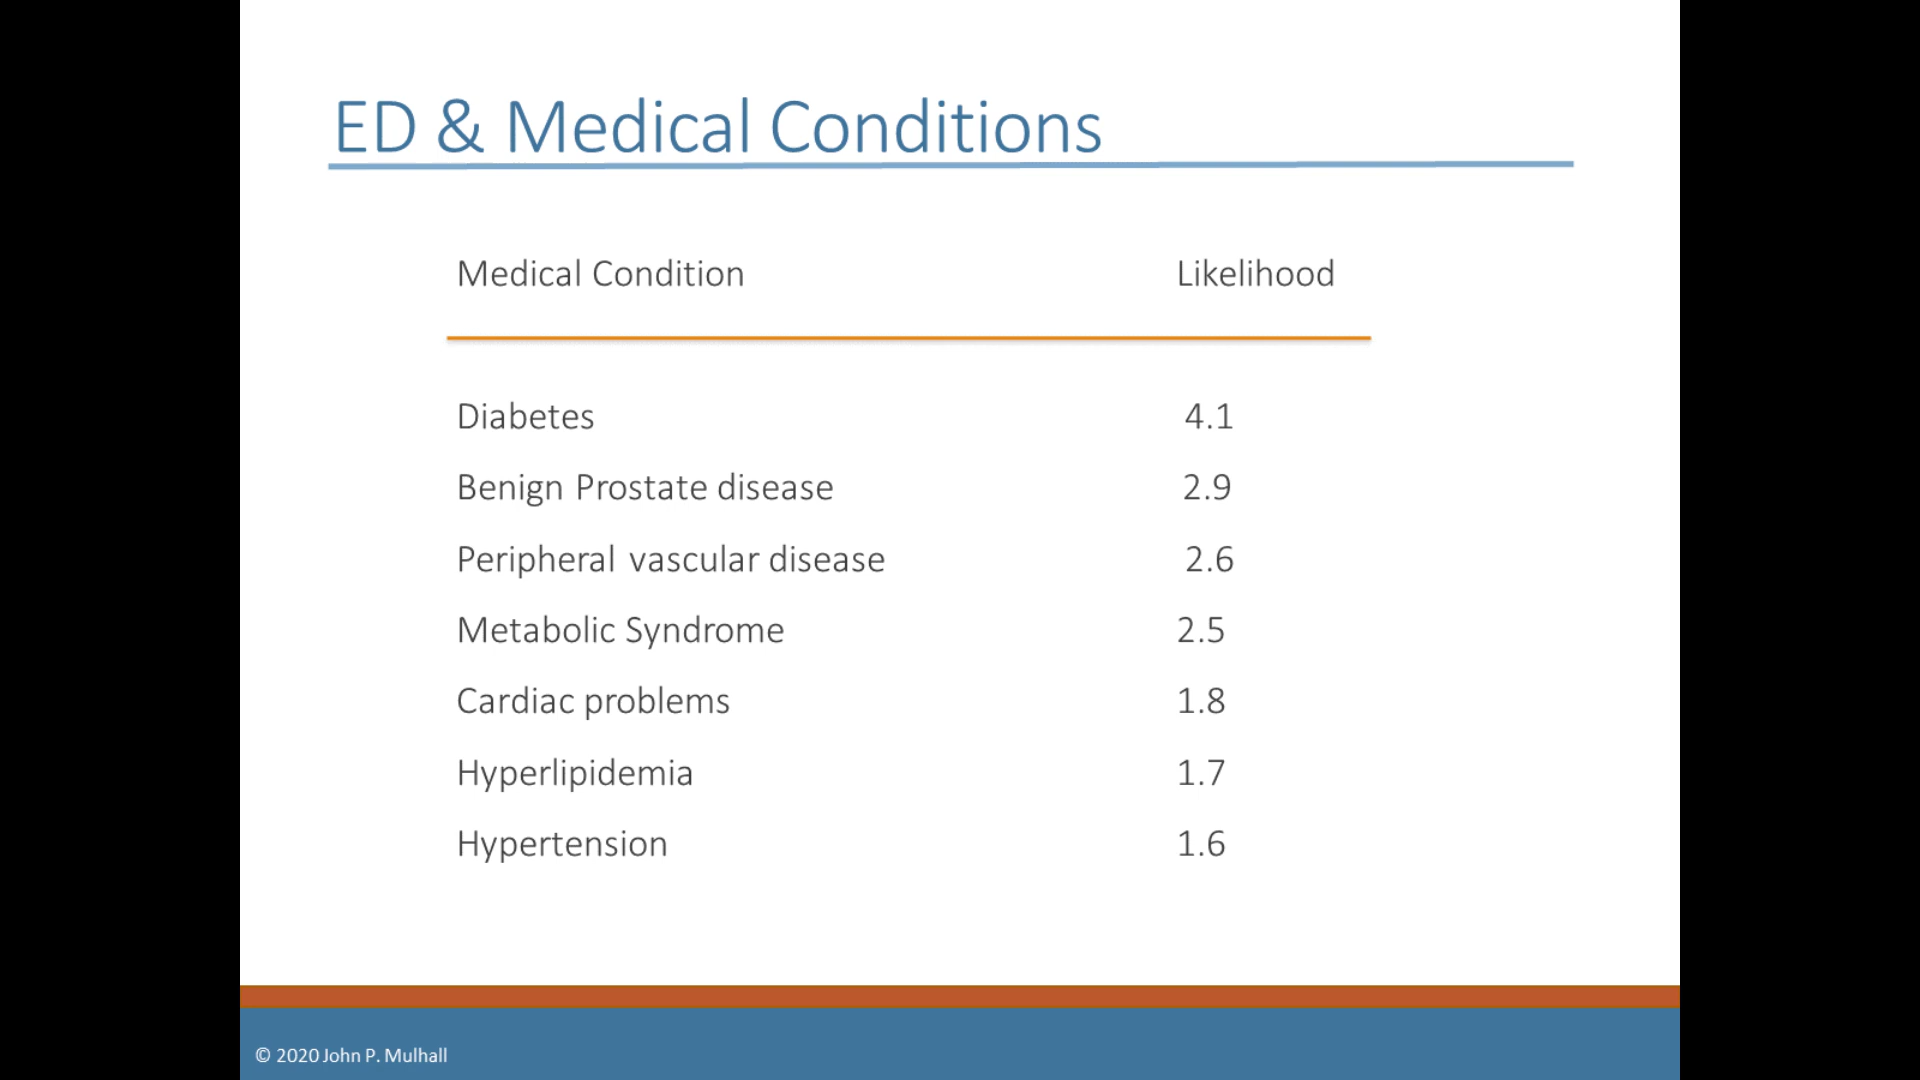 ED & Medical Conditions
Medical Condition Likelihood
Diabetes 4.1
Benign Prostate disease 2.9
Peripheral vascular disease 2.6
Metabolic Syndrome 2.5
Cardiac problems 1.8
Hyperlipidemia 1.7
Hypertension 1.6
© 2020 John P. Mulhall